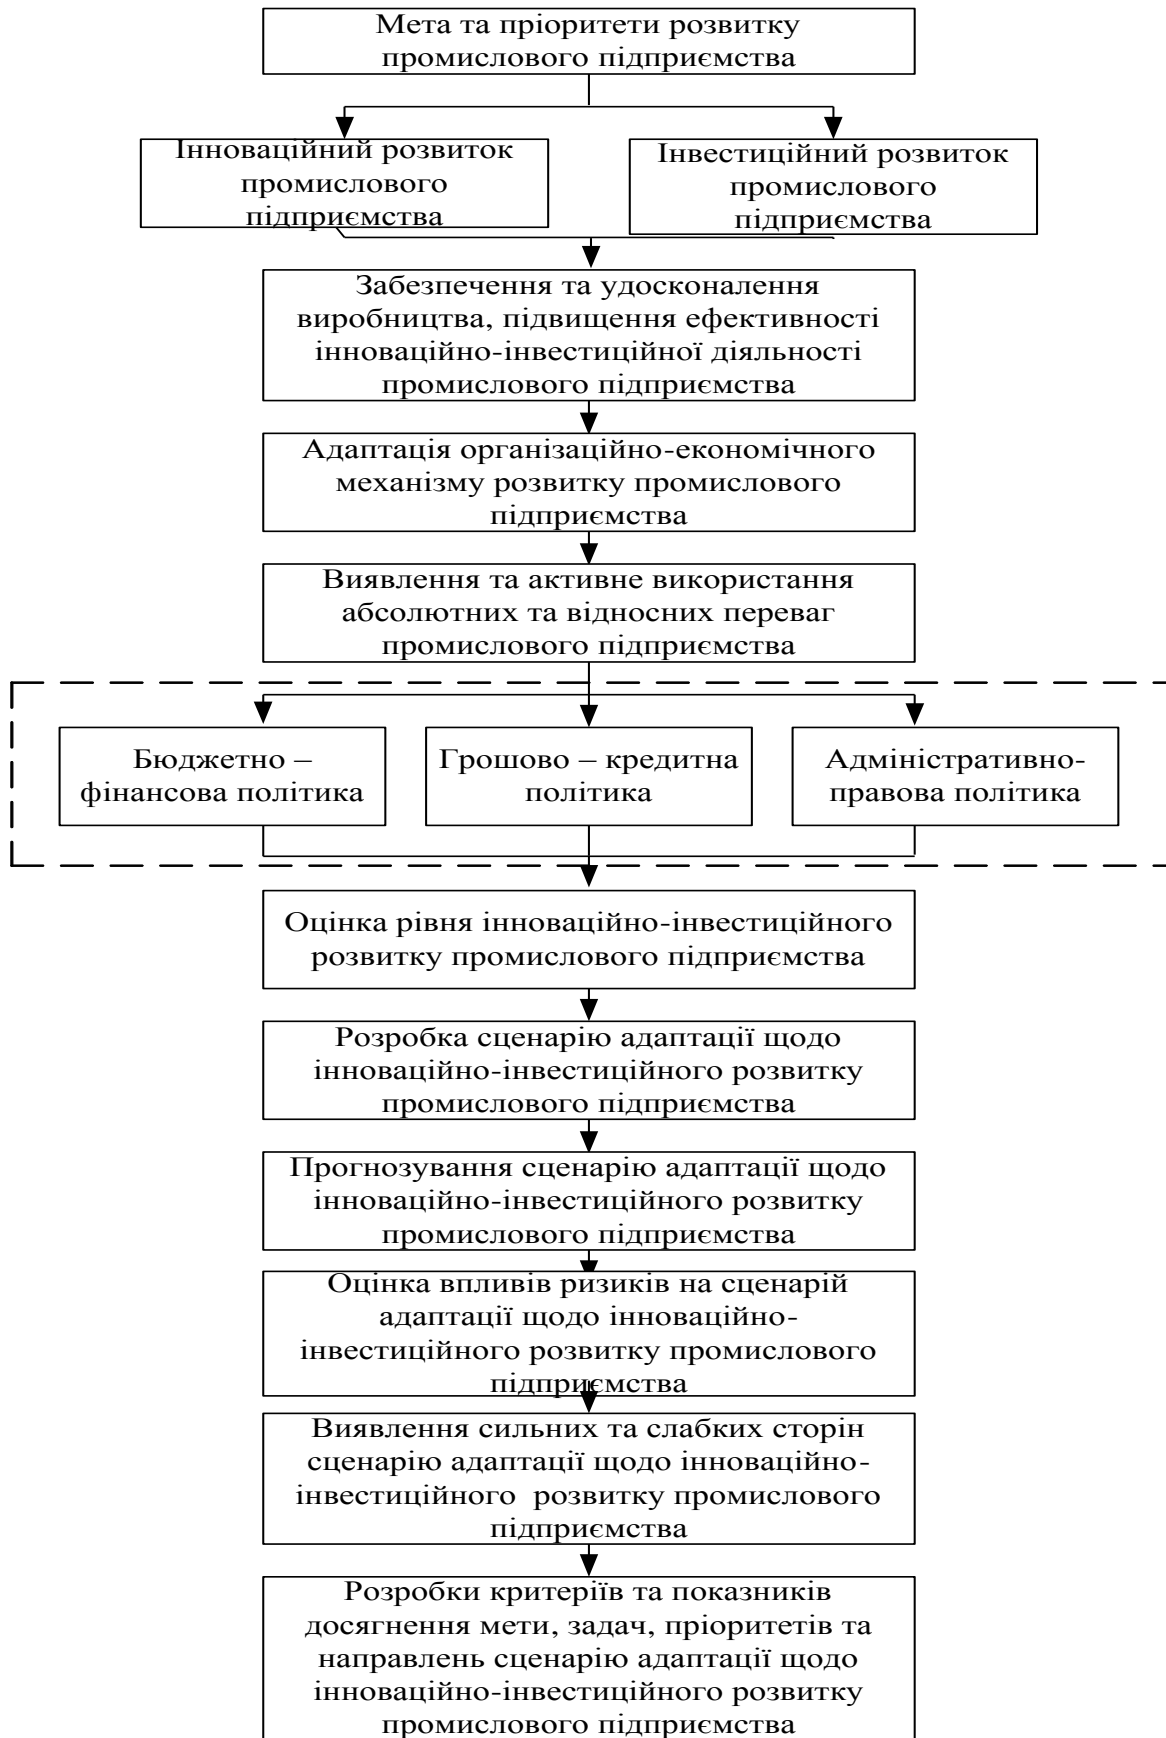 Мета та пріоритети розвитку
промислового підприємства
Інноваційний розвиток
промислового
підприємства
Інвестиційний розвиток
промислового
підприємства
Забезпечення та удосконалення
виробництва, підвищення ефективності
інноваційно-інвестиційної діяльності
промислового підприємства
Адаптація організаційно-економічного
механізму розвитку промислового
підприємства
Виявлення та активне використання
абсолютних та відносних переваг
промислового підприємства
Бюджетно –
фінансова політика
Грошово – кредитна
політика
Адміністративно-
правова політика
Оцінка рівня інноваційно-інвестиційного
розвитку промислового підприємства
Розробка сценарію адаптації щодо
інноваційно-інвестиційного розвитку
промислового підприємства
Прогнозування сценарію адаптації щодо
інноваційно-інвестиційного розвитку
промислового підприємства
Оцінка впливів ризиків на сценарій
адаптації щодо інноваційно-
інвестиційного розвитку промислового
підприємства
Виявлення сильних та слабких сторін
сценарію адаптації щодо інноваційно-
інвестиційного  розвитку промислового
підприємства
Розробки критеріїв та показників
досягнення мети, задач, пріоритетів та
направлень сценарію адаптації щодо
інноваційно-інвестиційного розвитку
промислового підприємства